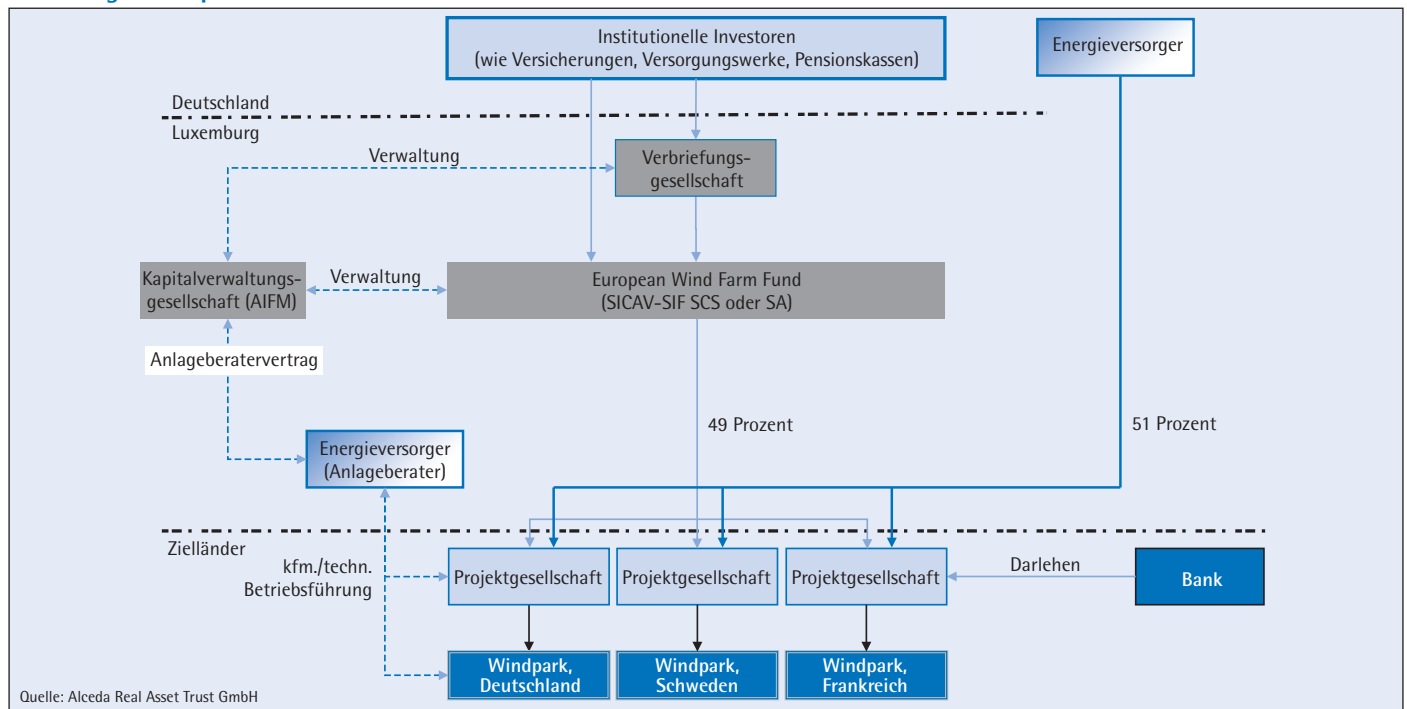 Institutionelle Investoren
(wie Versicherungen, Versorgungswerke, Pensionskassen)
Energieversorger
Deutschland
Luxemburg
Verwaltung
Verbriefungs-
gesellschaft
Kapitalverwaltungs-
gesellschaft (AIFM)
Verwaltung
European Wind Farm Fund
(SICAV-SIF SCS oder SA)
Anlageberatervertrag
49 Prozent
51 Prozent
Energieversorger
(Anlageberater)
Zielländer
kfm./techn.
Betriebsführung
Projektgesellschaft
Projektgesellschaft
Projektgesellschaft
Darlehen
Bank
Windpark,
Deutschland
Windpark,
Schweden
Windpark,
Frankreich
Quelle: Alceda Real Asset Trust GmbH